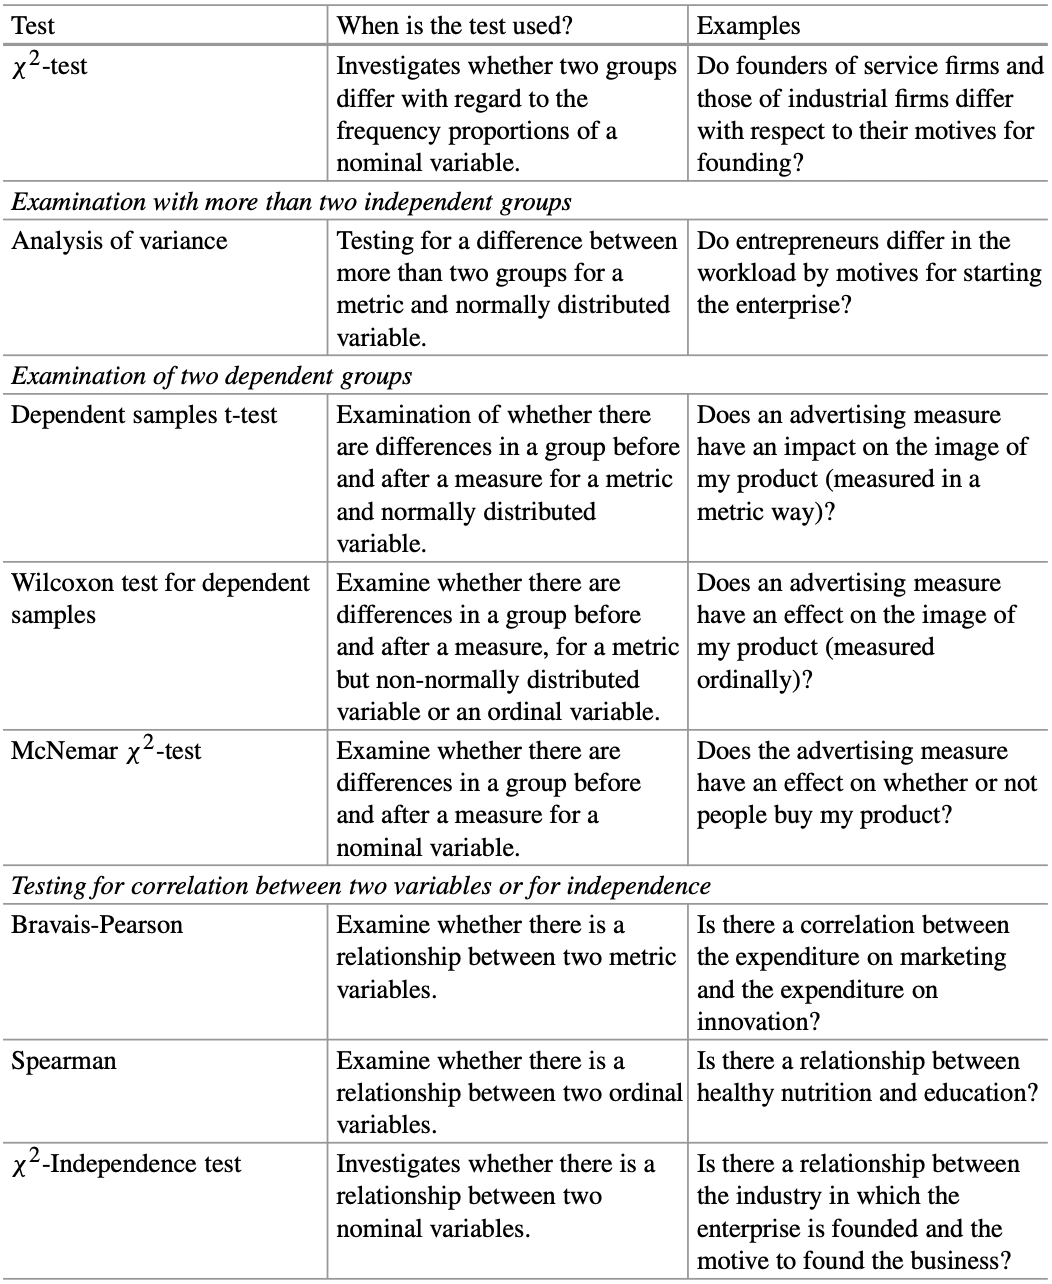 Test When is the test used? Examples
χ²-test Investigates whether two groups Do founders of service firms and
differ with regard to the those of industrial firms differ
frequency proportions of a with respect to their motives for
nominal variable. founding?
Examination with more than two independent groups
Analysis of variance Testing for a difference between Do entrepreneurs differ in the
more than two groups for a workload by motives for starting
metric and normally distributed the enterprise?
variable.
Examination of two dependent groups
Dependent samples t-test Examination of whether there Does an advertising measure
are differences in a group before have an impact on the image of
and after a measure for a metric my product (measured in a
and normally distributed metric way)?
variable.
Wilcoxon test for dependent Examine whether there are Does an advertising measure
samples differences in a group before have an effect on the image of
and after a measure, for a metric my product (measured
but non-normally distributed ordinally)?
variable or an ordinal variable.
McNemar χ²-test Examine whether there are Does the advertising measure
differences in a group before have an effect on whether or not
and after a measure for a people buy my product?
nominal variable.
Testing for correlation between two variables or for independence
Bravais-Pearson Examine whether there is a Is there a correlation between
relationship between two metric the expenditure on marketing
variables. and the expenditure on
innovation?
Spearman Examine whether there is a Is there a relationship between
relationship between two ordinal healthy nutrition and education?
variables.
χ²-Independence test Investigates whether there is a Is there a relationship between
relationship between two the industry in which the
nominal variables. enterprise is founded and the
motive to found the business?